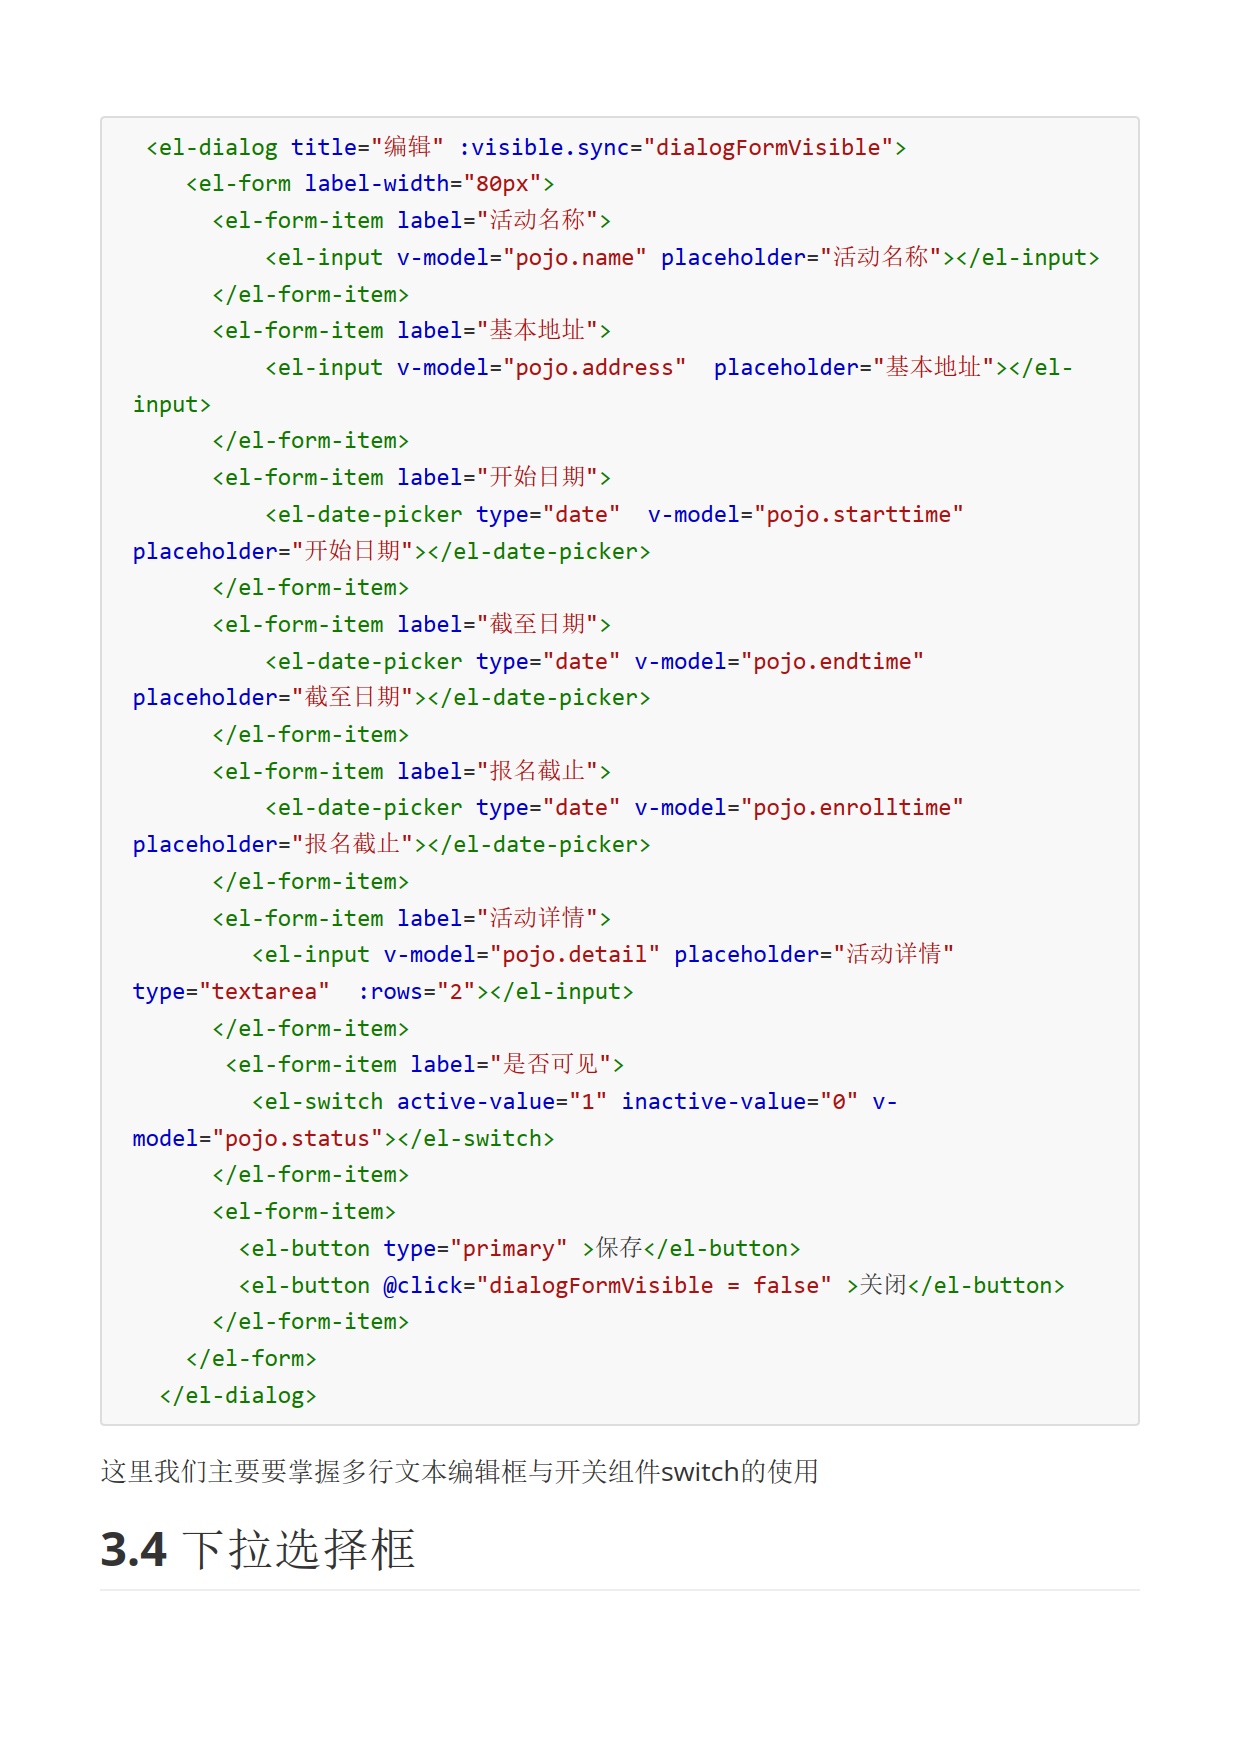 <el-dialog title="编辑" :visible.sync="dialogFormVisible">
<el-form label-width="80px">
<el-form-item label="活动名称">
<el-input v-model="pojo.name" placeholder="活动名称"></el-input>
</el-form-item>
<el-form-item label="基本地址">
<el-input v-model="pojo.address"  placeholder="基本地址"></el-
input>
</el-form-item>
<el-form-item label="开始日期">
<el-date-picker type="date"  v-model="pojo.starttime"
placeholder="开始日期"></el-date-picker>
</el-form-item>
<el-form-item label="截至日期">
<el-date-picker type="date" v-model="pojo.endtime"
placeholder="截至日期"></el-date-picker>
</el-form-item>
<el-form-item label="报名截止">
<el-date-picker type="date" v-model="pojo.enrolltime"
placeholder="报名截止"></el-date-picker>
</el-form-item>
<el-form-item label="活动详情">
<el-input v-model="pojo.detail" placeholder="活动详情"
type="textarea"  :rows="2"></el-input>
</el-form-item>
<el-form-item label="是否可见">
<el-switch active-value="1" inactive-value="0" v-
model="pojo.status"></el-switch>
</el-form-item>
<el-form-item>
<el-button type="primary" >保存</el-button>
<el-button @click="dialogFormVisible = false" >关闭</el-button>
</el-form-item>
</el-form>
</el-dialog>
这里我们主要要掌握多行文本编辑框与开关组件switch的使用
3.4 下拉选择框